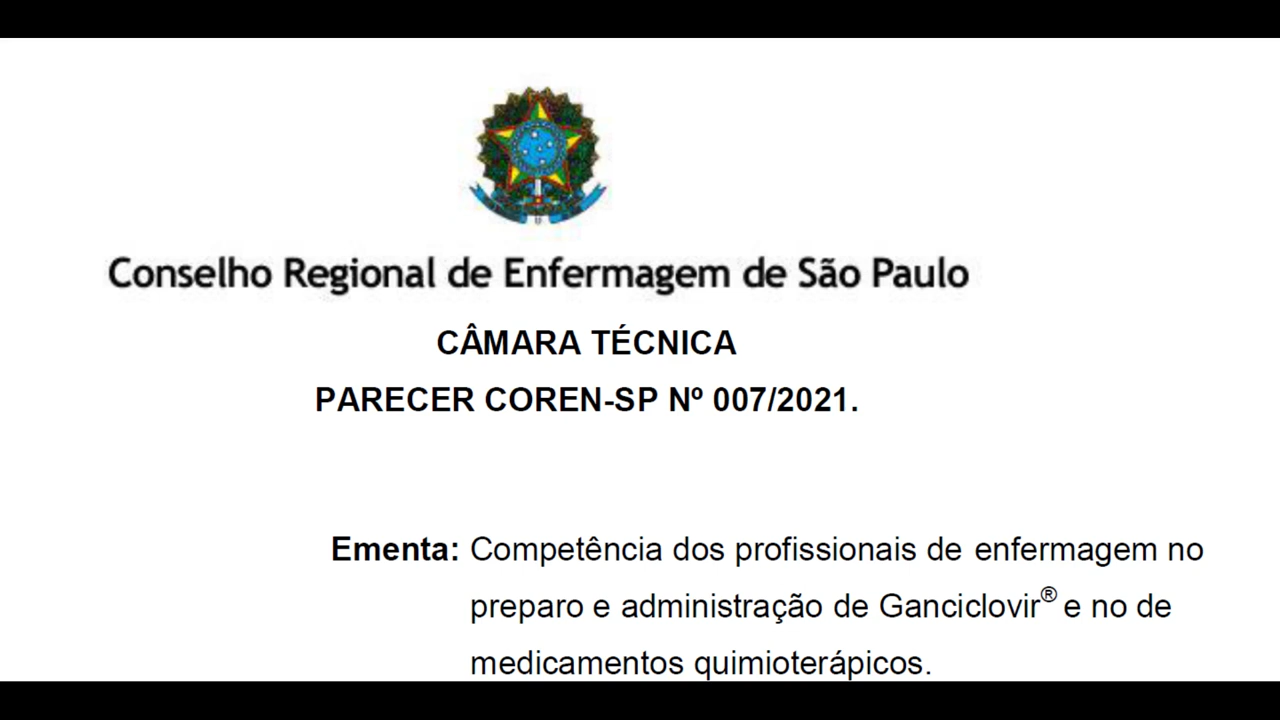 Conselho Regional de Enfermagem de São Paulo
CÂMARA TÉCNICA
PARECER COREN-SP Nº 007/2021.
Ementa: Competência dos profissionais de enfermagem no
preparo e administração de Ganciclovir® e no de
medicamentos quimioterápicos.